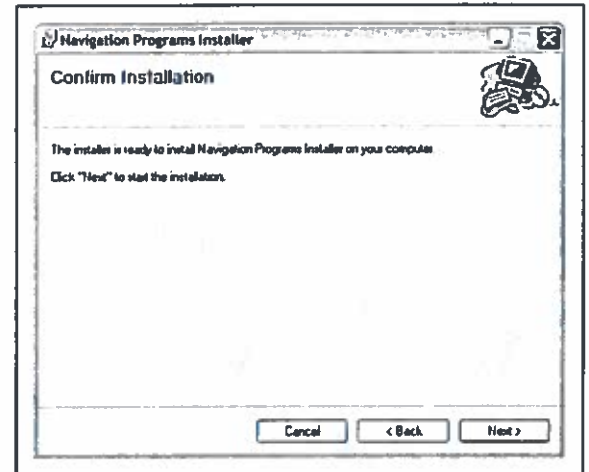 Navigation Programs Installer
Confirm Installation
The installer is ready to install Navigation Programs Installer on your computer.
Click "Next" to start the installation.
Cancel
< Back
Next >